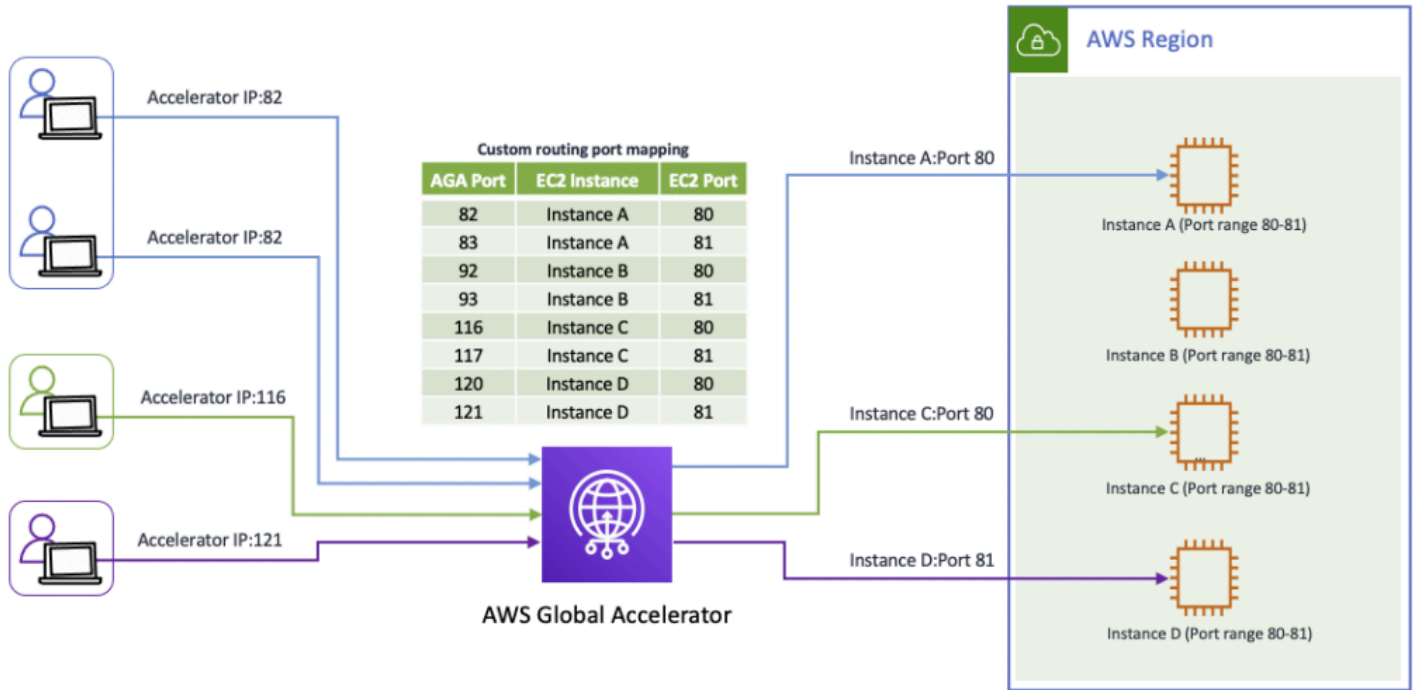 AWS Region
Accelerator IP:82
Accelerator IP:82
Accelerator IP:116
Accelerator IP:121
Custom routing port mapping
AGA Port EC2 Instance EC2 Port
82 Instance A 80
83 Instance A 81
92 Instance B 80
93 Instance B 81
116 Instance C 80
117 Instance C 81
120 Instance D 80
121 Instance D 81
AWS Global Accelerator
Instance A:Port 80
Instance C:Port 80
Instance D:Port 81
Instance A (Port range 80-81)
Instance B (Port range 80-81)
...
Instance C (Port range 80-81)
Instance D (Port range 80-81)